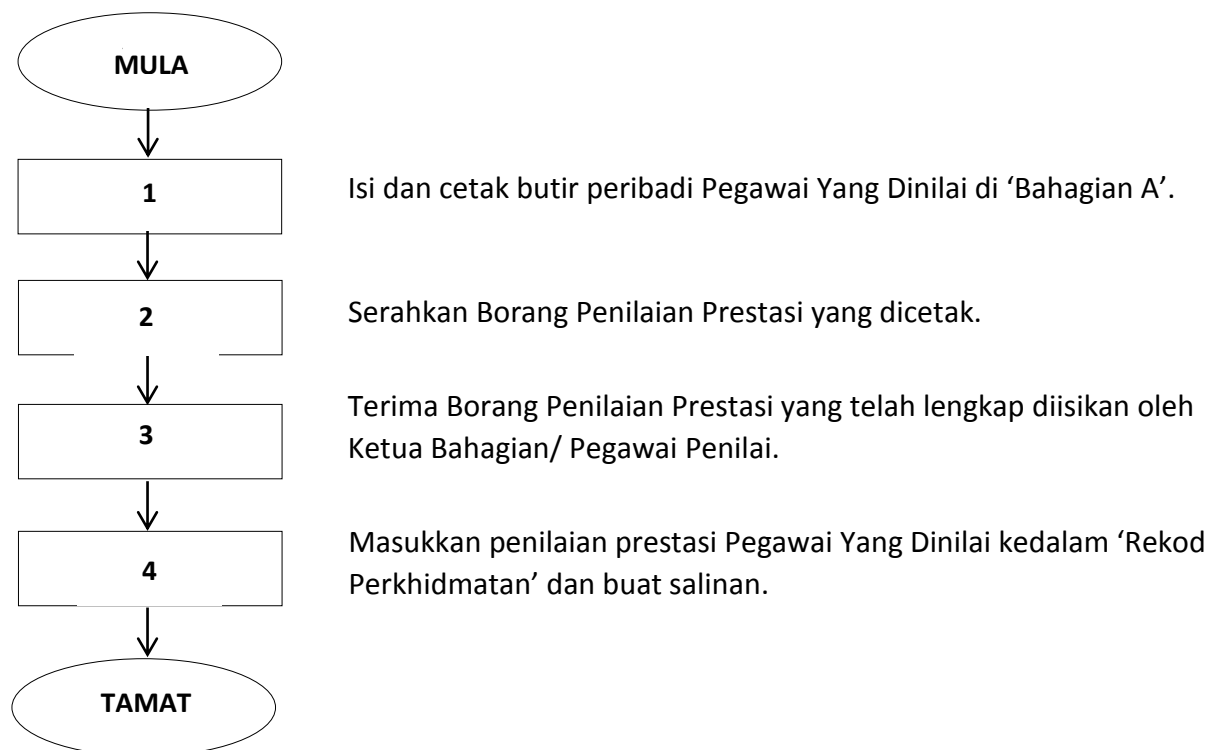 MULA
1
Isi dan cetak butir peribadi Pegawai Yang Dinilai di ‘Bahagian A’.
2
Serahkan Borang Penilaian Prestasi yang dicetak.
3
Terima Borang Penilaian Prestasi yang telah lengkap diisikan oleh
Ketua Bahagian/ Pegawai Penilai.
4
Masukkan penilaian prestasi Pegawai Yang Dinilai kedalam ‘Rekod
Perkhidmatan’ dan buat salinan.
TAMAT